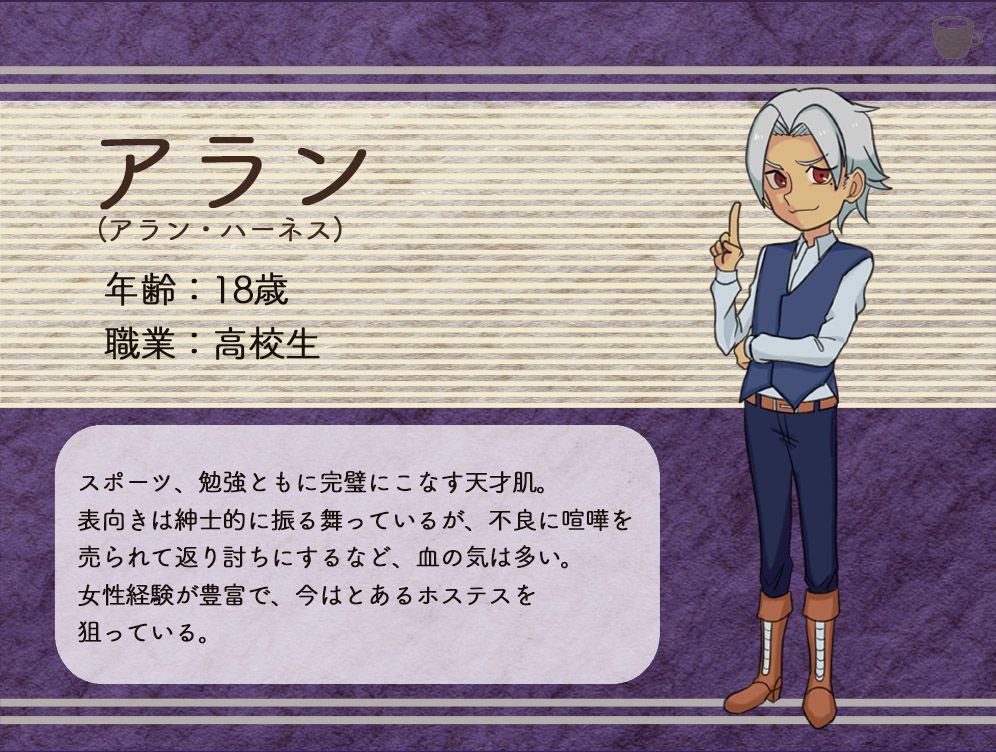 アラン
(アラン・ハーネス)
年齢：18歳
職業：高校生
スポーツ、勉強ともに完璧にこなす天才肌。
表向きは紳士的に振る舞っているが、不良に喧嘩を
売られて返り討ちにするなど、血の気は多い。
女性経験が豊富で、今はとあるホステスを
狙っている。